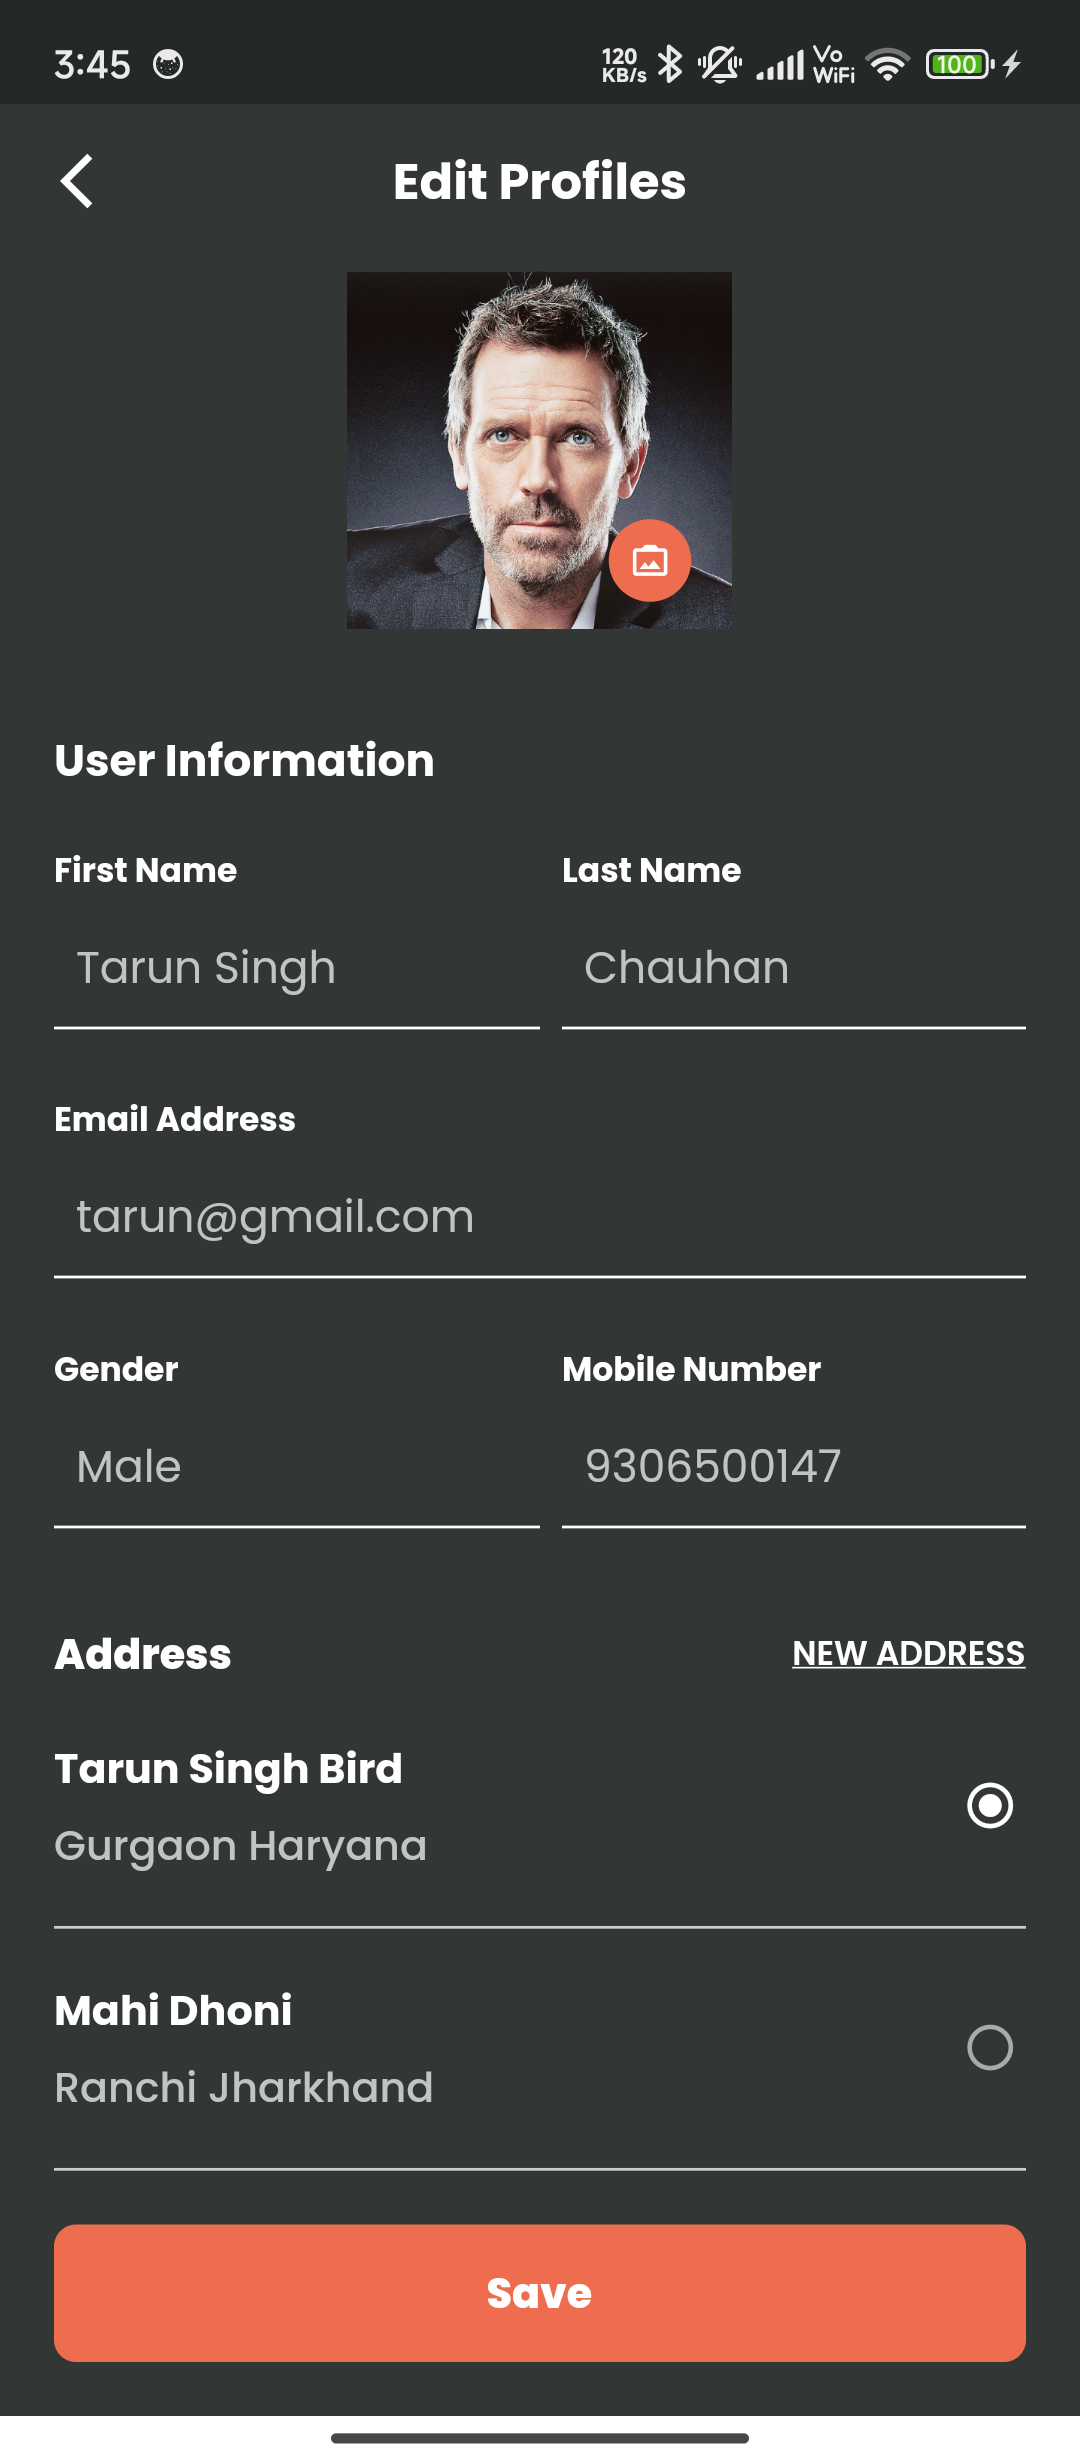 3:45
120
KB/s
Vo
WiFi
100
Edit Profiles
User Information
First Name
Last Name
Tarun Singh
Chauhan
Email Address
tarun@gmail.com
Gender
Mobile Number
Male
9306500147
Address
NEW ADDRESS
Tarun Singh Bird
Gurgaon Haryana
Mahi Dhoni
Ranchi Jharkhand
Save